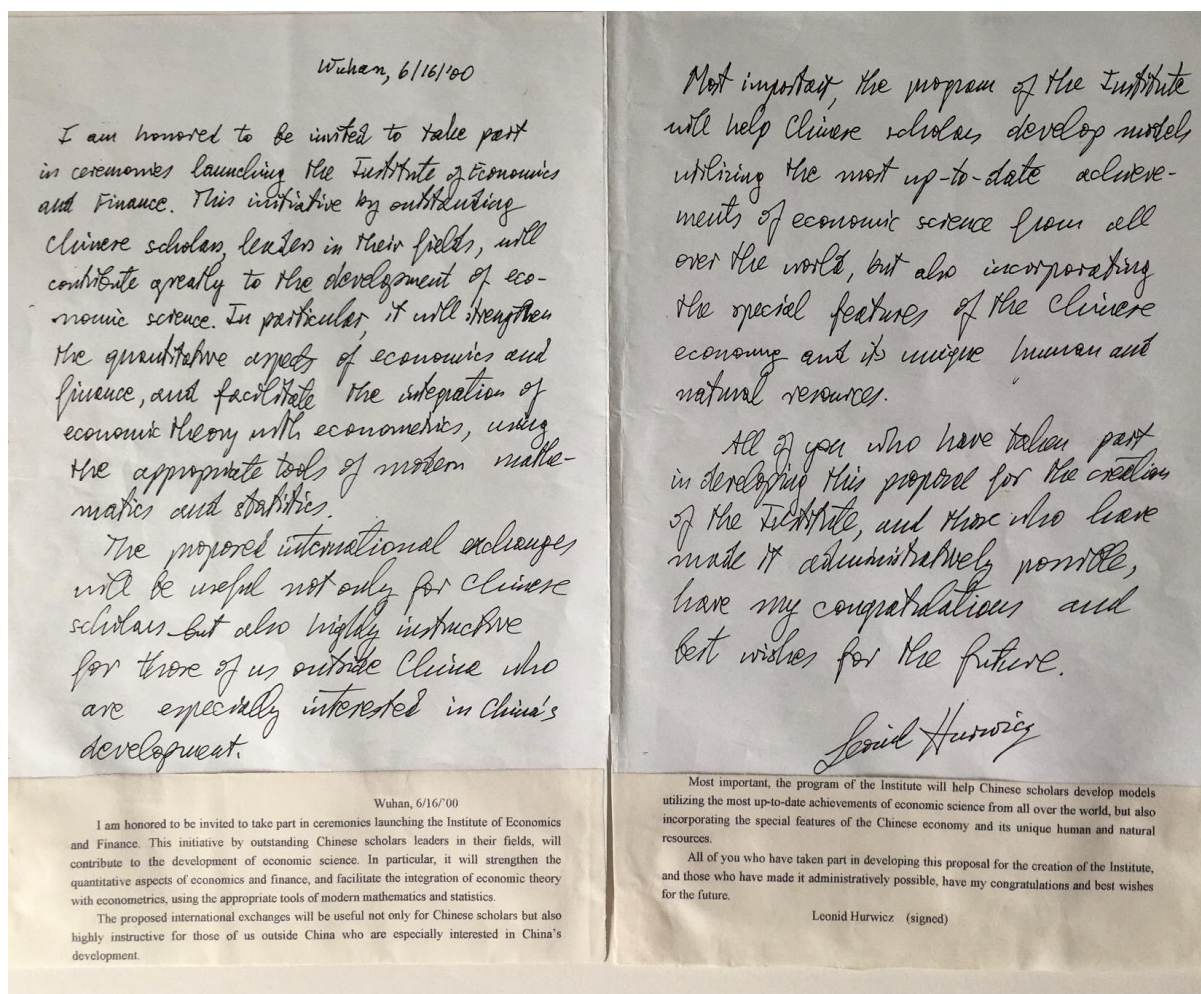 Wuhan, 6/16/'00
I am honored to be invited to take part
in ceremonies launching the Institute of Economics
and Finance. This initiative by outstanding
Chinese scholars, leaders in their fields, will
contribute greatly to the development of eco-
nomic science. In particular, it will strengthen
the quantitative aspects of economics and
finance, and facilitate the integration of
economic theory with econometrics, using
the appropriate tools of modern mathe-
matics and statistics.
The proposed international exchanges
will be useful not only for Chinese
scholars but also highly instructive
for those of us outside China who
are especially interested in China's
development.
Wuhan, 6/16/'00
I am honored to be invited to take part in ceremonies launching the Institute of Economics
and Finance. This initiative by outstanding Chinese scholars leaders in their fields, will
contribute to the development of economic science. In particular, it will strengthen the
quantitative aspects of economics and finance, and facilitate the integration of economic theory
with econometrics, using the appropriate tools of modern mathematics and statistics.
The proposed international exchanges will be useful not only for Chinese scholars but also
highly instructive for those of us outside China who are especially interested in China's
development.
Most important, the program of the Institute
will help Chinese scholars develop models
utilizing the most up-to-date achieve-
ments of economic science from all
over the world, but also incorporating
the special features of the Chinese
economy and its unique human and
natural resources.
All of you who have taken part
in developing this proposal for the creation
of the Institute, and those who have
made it administratively possible,
have my congratulations and
best wishes for the future.
Leonid Hurwicz
Most important, the program of the Institute will help Chinese scholars develop models
utilizing the most up-to-date achievements of economic science from all over the world, but also
incorporating the special features of the Chinese economy and its unique human and natural
resources.
All of you who have taken part in developing this proposal for the creation of the Institute,
and those who have made it administratively possible, have my congratulations and best wishes
for the future.
Leonid Hurwicz (signed)